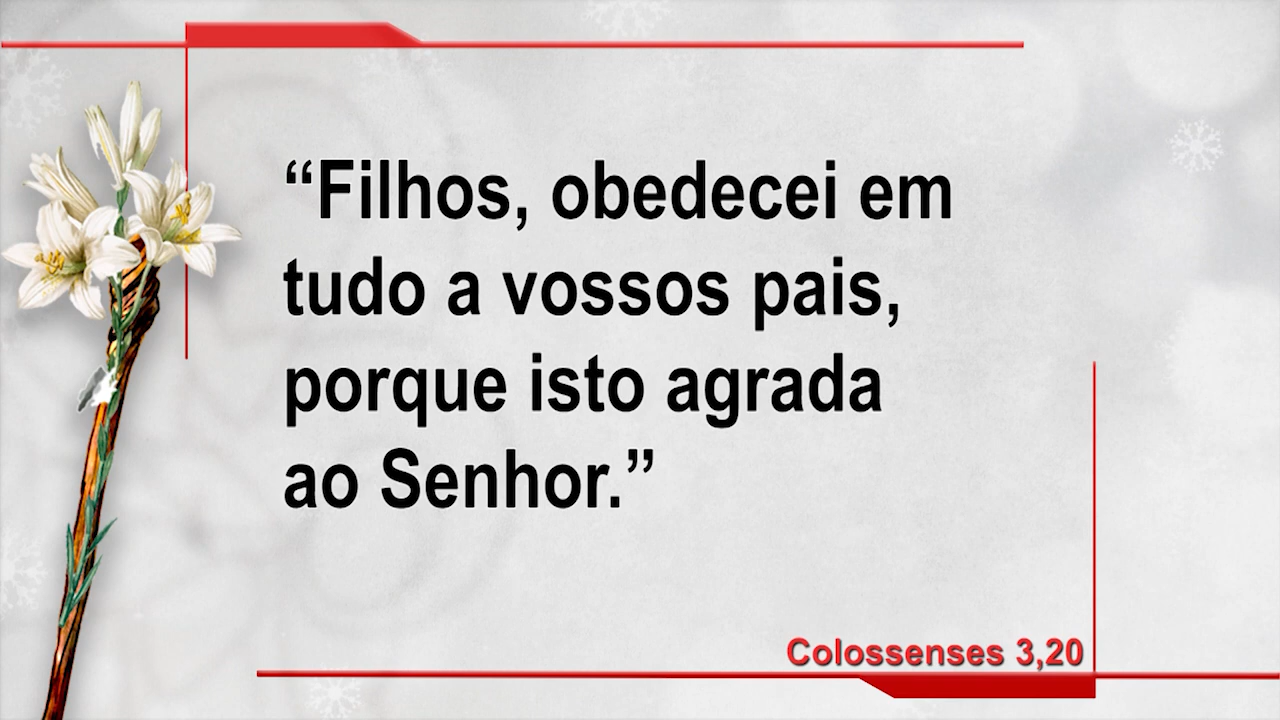 “Filhos, obedecei em
tudo a vossos pais,
porque isto agrada
ao Senhor.”
Colossenses 3,20